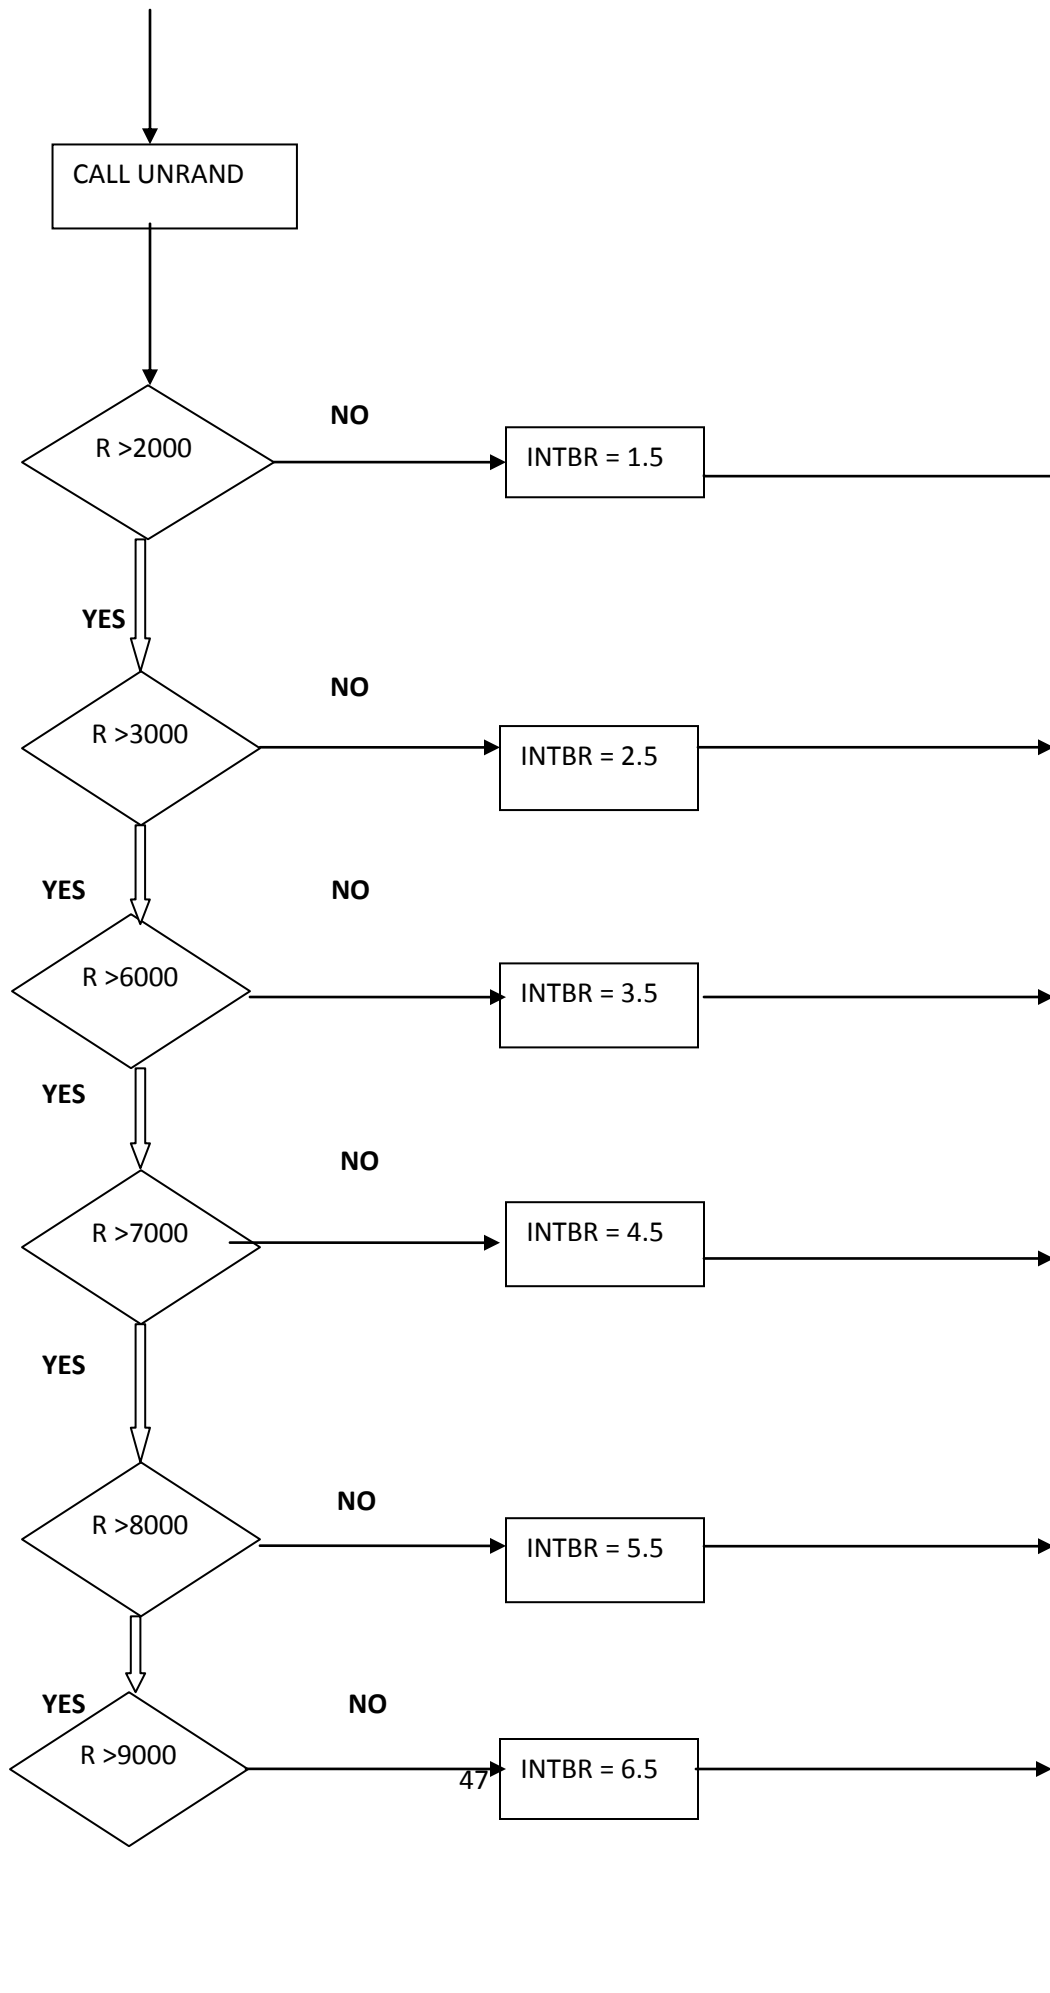 CALL UNRAND
NO
R >2000
INTBR = 1.5
YES
NO
R >3000
INTBR = 2.5
YES
NO
R >6000
INTBR = 3.5
YES
NO
R >7000
INTBR = 4.5
YES
NO
R >8000
INTBR = 5.5
YES
NO
R >9000
INTBR = 6.5
47